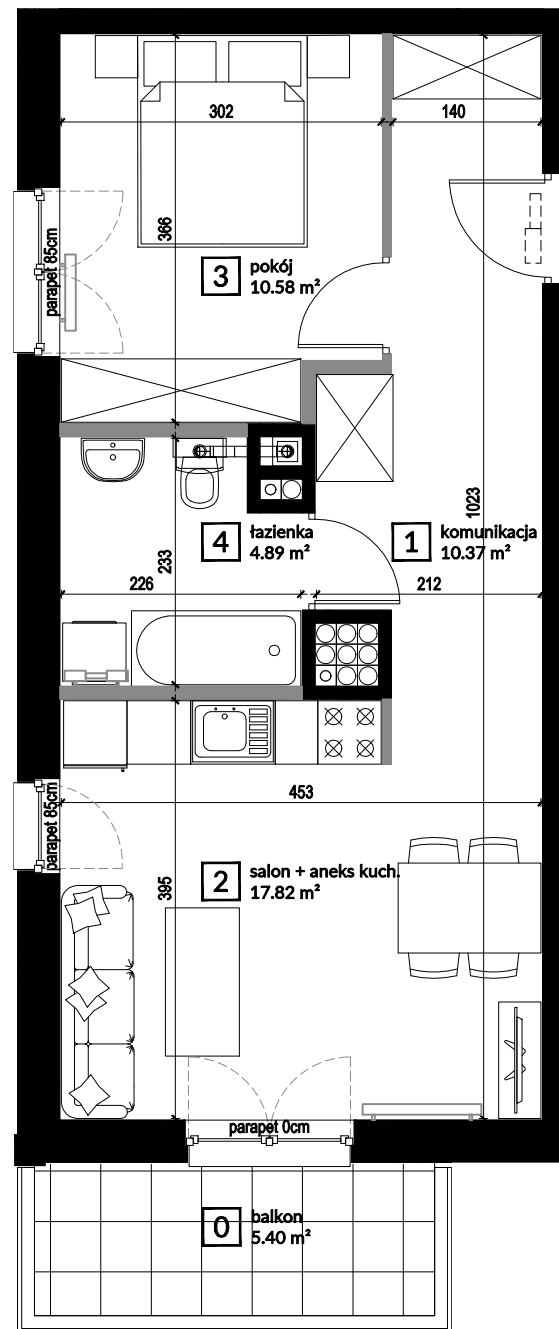 302
140
366
parapet 85cm
3
pokój
10.58 m²
1023
4
łazienka
4.89 m²
1
komunikacja
10.37 m²
233
226
212
parapet 85cm
453
395
2
salon + aneks kuch.
17.82 m²
parapet 0cm
0
balkon
5.40 m²